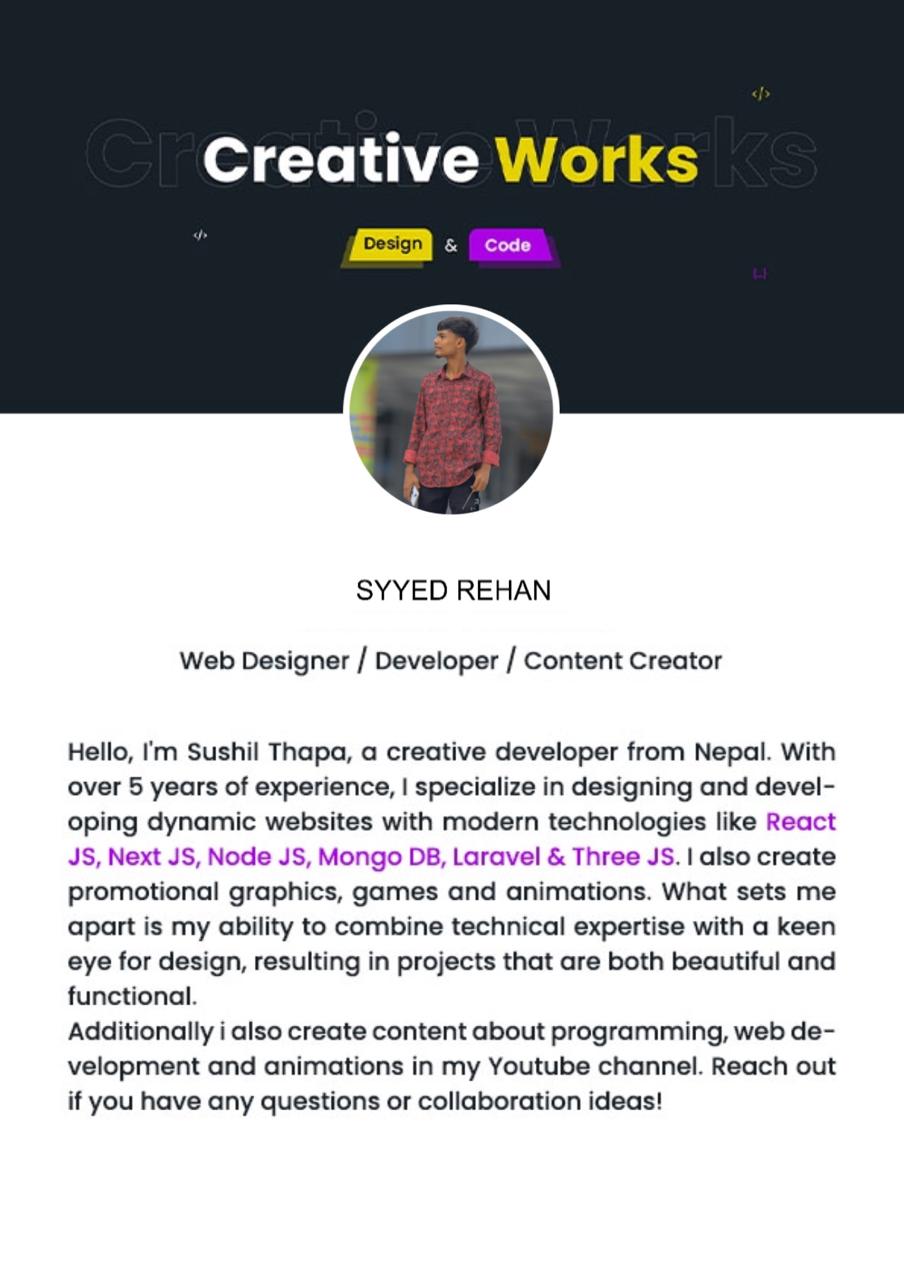 </>
Creative Works
Creative Works
</>
Design & Code
{..}
SYYED REHAN
Web Designer / Developer / Content Creator
Hello, I'm Sushil Thapa, a creative developer from Nepal. With
over 5 years of experience, I specialize in designing and devel-
oping dynamic websites with modern technologies like React
JS, Next JS, Node JS, Mongo DB, Laravel & Three JS. I also create
promotional graphics, games and animations. What sets me
apart is my ability to combine technical expertise with a keen
eye for design, resulting in projects that are both beautiful and
functional.
Additionally i also create content about programming, web de-
velopment and animations in my Youtube channel. Reach out
if you have any questions or collaboration ideas!